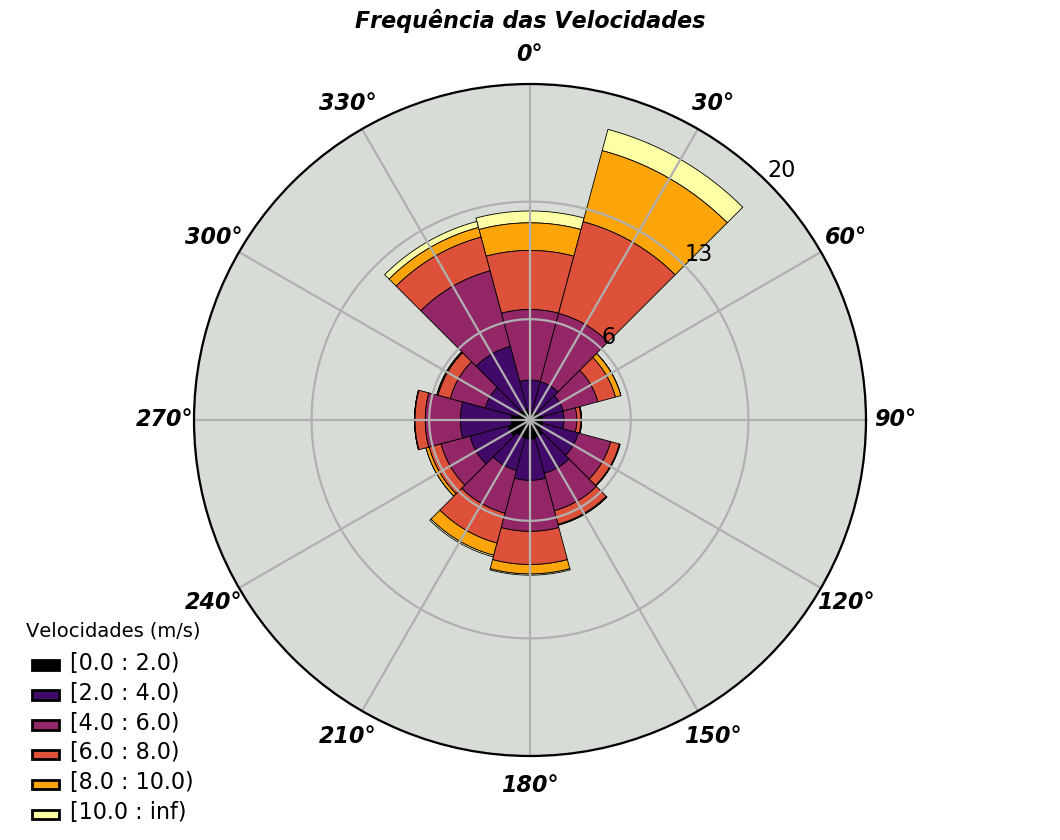 Frequência das Velocidades
0°
330°
30°
20
300°
60°
13
6
270°
90°
240°
120°
210°
150°
180°
Velocidades (m/s)
[0.0 : 2.0)
[2.0 : 4.0)
[4.0 : 6.0)
[6.0 : 8.0)
[8.0 : 10.0)
[10.0 : inf)